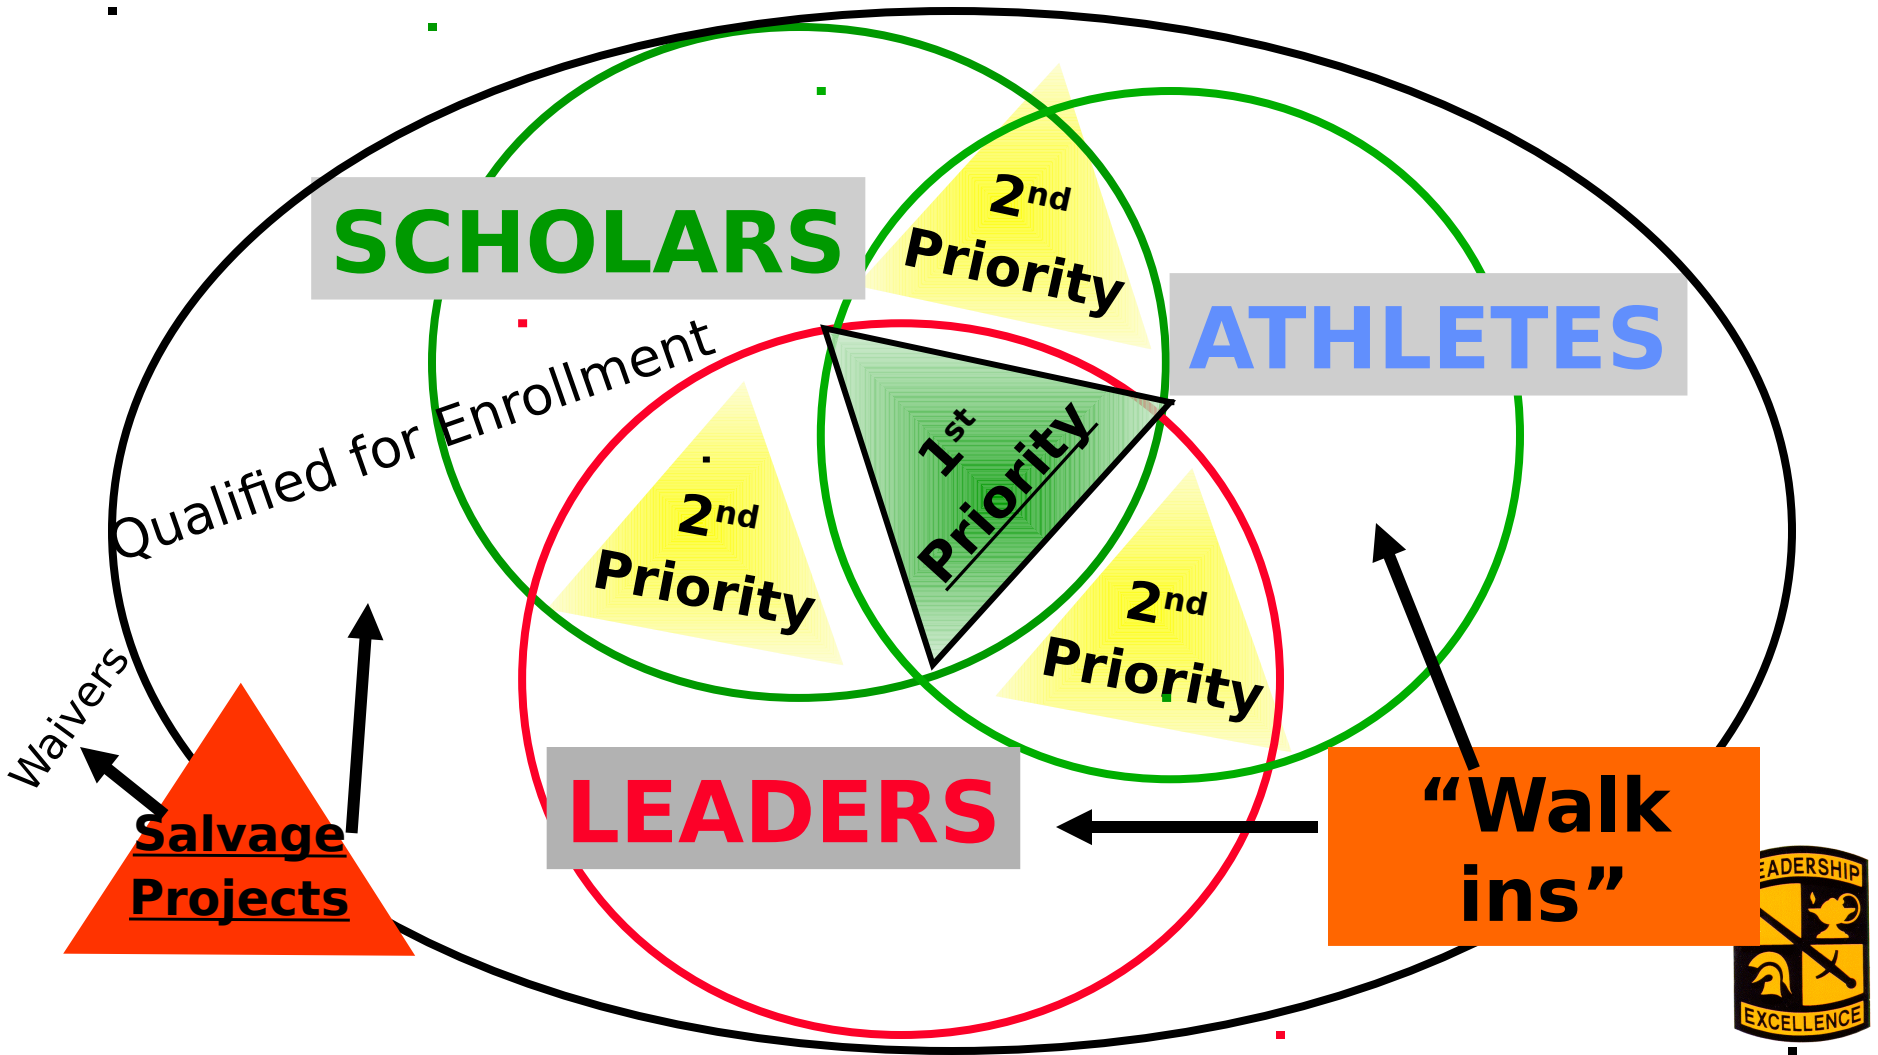 SCHOLARS
2nd
Priority
ATHLETES
Qualified for Enrollment
1st
Priority
2nd
Priority
2nd
Priority
Waivers
LEADERS
Salvage
Projects
“Walk
ins”
EADERSHIP
EXCELLENCE